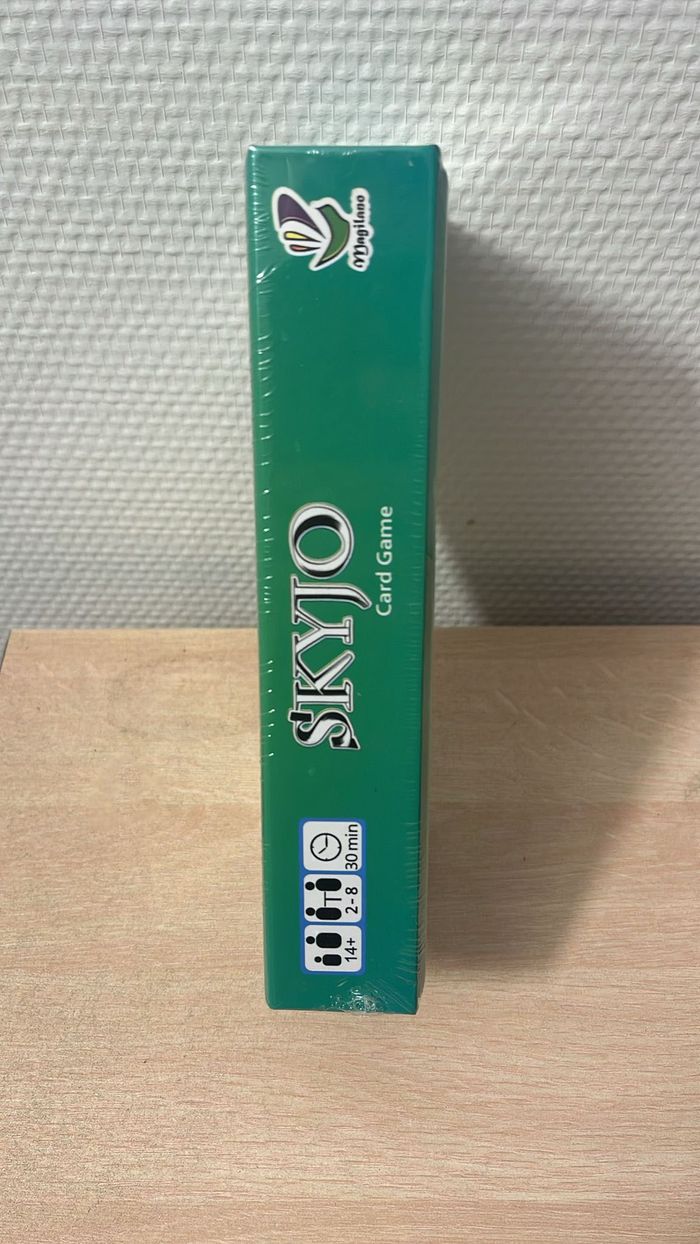 14+
2-8
30 min
SKYJO
Card Game
Magilano